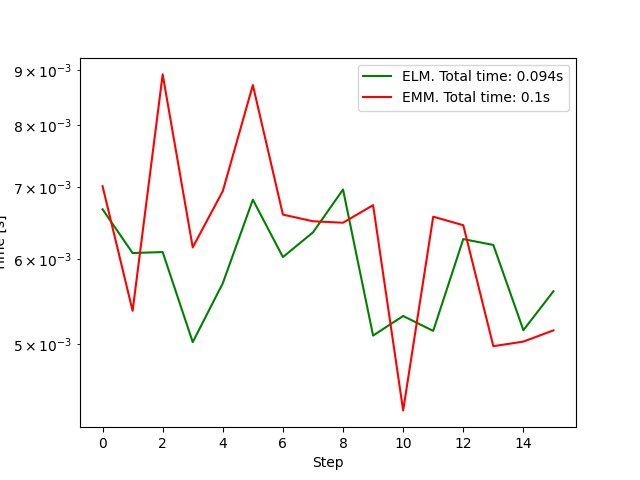 9 × 10⁻³
8 × 10⁻³
7 × 10⁻³
6 × 10⁻³
5 × 10⁻³
Time [s]
ELM. Total time: 0.094s
EMM. Total time: 0.1s
0 2 4 6 8 10 12 14
Step